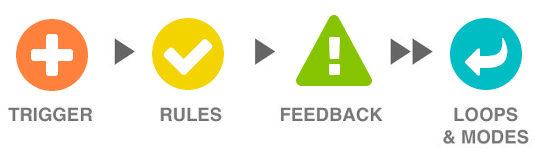 TRIGGER
RULES
FEEDBACK
LOOPS
& MODES